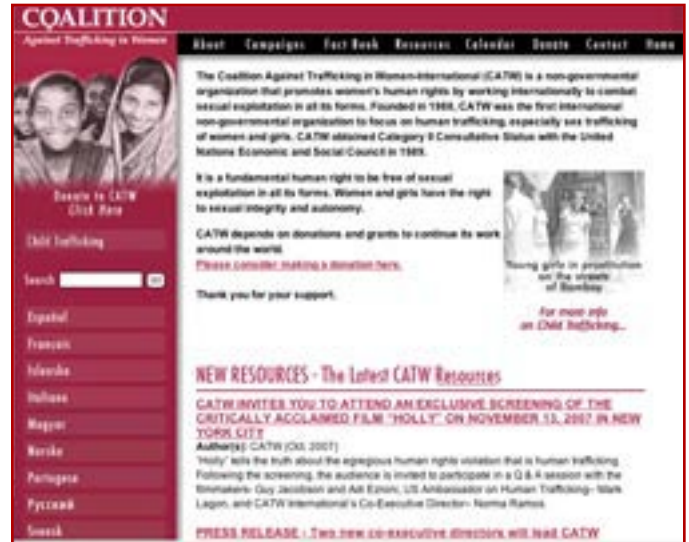 COALITION
Against Trafficking in Women
About Campaigns Fact Book Resources Calendar Donate Contact Home
The Coalition Against Trafficking in Women-International (CATW) is a non-governmental
organization that promotes women's human rights by working internationally to combat
sexual exploitation in all its forms. Founded in 1988, CATW was the first international
non-governmental organization to focus on human trafficking, especially sex trafficking
of women and girls. CATW obtained Category II Consultative Status with the United
Nations Economic and Social Council in 1989.
It is a fundamental human right to be free of sexual
exploitation in all its forms. Women and girls have the right
to sexual integrity and autonomy.
CATW depends on donations and grants to continue its work
around the world.
Please consider making a donation here.
Thank you for your support.
Young girls in prostitution
on the streets
of Bombay
For more info
on Child Trafficking...
Donate to CATW
Click Here
Child Trafficking
Search
Español
Français
Íslenska
Italiano
Magyar
Norske
Portugese
Русский
Svensk
NEW RESOURCES - The Latest CATW Resources
CATW INVITES YOU TO ATTEND AN EXCLUSIVE SCREENING OF THE
CRITICALLY ACCLAIMED FILM "HOLLY" ON NOVEMBER 13, 2007 IN NEW
YORK CITY
Author(s): CATW (Oct. 2007)
"Holly" tells the truth about the egregious human rights violation that is human trafficking.
Following the screening, the audience is invited to participate in a Q & A session with the
filmmakers- Guy Jacobson and Adi Ezroni, US Ambassador on Human Trafficking- Mark
Lagon, and CATW International's Co-Executive Director- Norma Ramos.
PRESS RELEASE - Two new co-executive directors will lead CATW